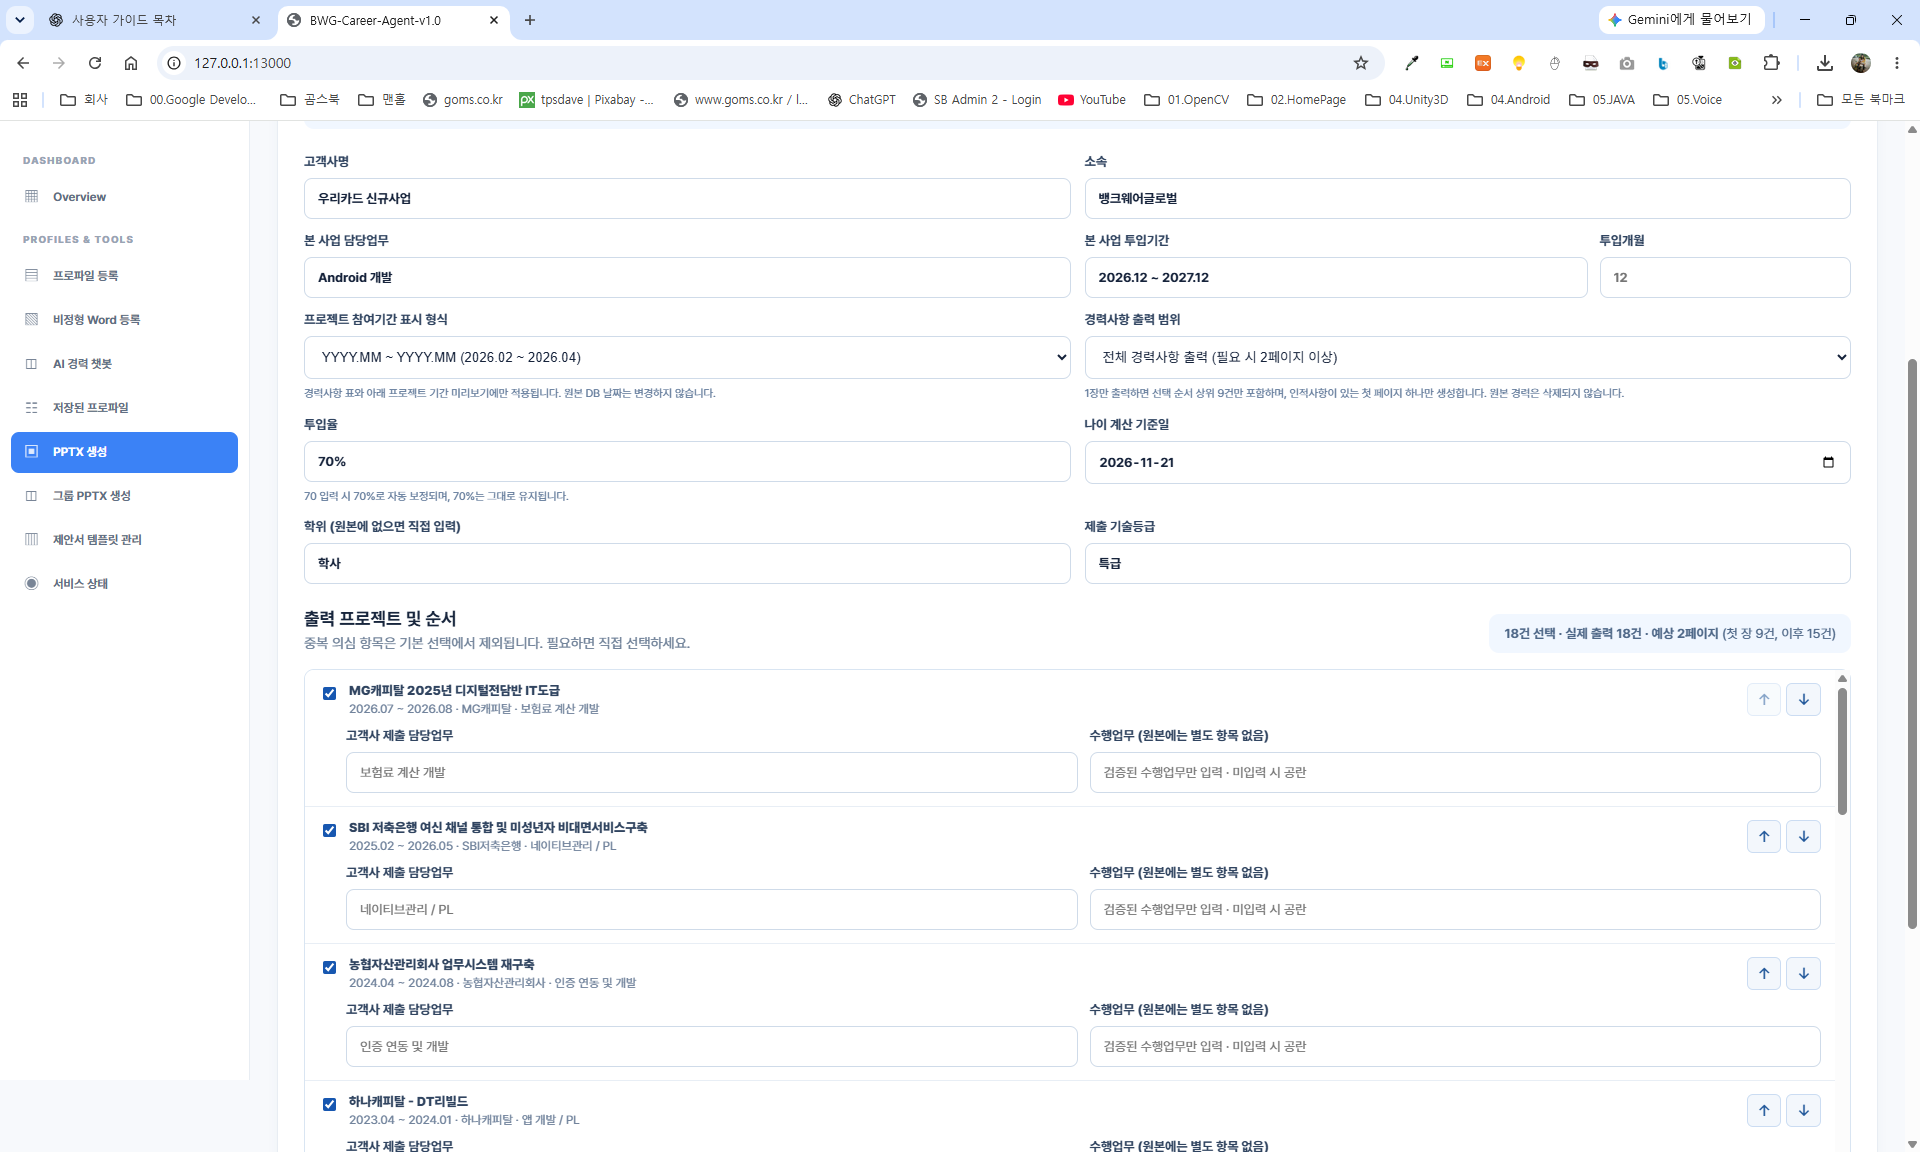 사용자 가이드 목차
BWG-Career-Agent-v1.0
Gemini에게 물어보기
127.0.0.1:13000
회사
00.Google Develo...
곰스북
맨홀
goms.co.kr
tpsdave | Pixabay -...
www.goms.co.kr / l...
ChatGPT
SB Admin 2 - Login
YouTube
01.OpenCV
02.HomePage
04.Unity3D
04.Android
05.JAVA
05.Voice
모든 북마크
DASHBOARD
Overview
PROFILES & TOOLS
프로파일 등록
비정형 Word 등록
AI 경력 챗봇
저장된 프로파일
PPTX 생성
그룹 PPTX 생성
제안서 템플릿 관리
서비스 상태
고객사명
소속
우리카드 신규사업
뱅크웨어글로벌
본 사업 담당업무
본 사업 투입기간
투입개월
Android 개발
2026.12 ~ 2027.12
12
프로젝트 참여기간 표시 형식
경력사항 출력 범위
YYYY.MM ~ YYYY.MM (2026.02 ~ 2026.04)
전체 경력사항 출력 (필요 시 2페이지 이상)
경력사항 표와 아래 프로젝트 기간 미리보기에만 적용됩니다. 원본 DB 날짜는 변경하지 않습니다.
1장만 출력하면 선택 순서 상위 9건만 포함하며, 인적사항이 있는 첫 페이지 하나만 생성합니다. 원본 경력은 삭제되지 않습니다.
투입율
나이 계산 기준일
70%
2026-11-21
70 입력 시 70%로 자동 보정되며, 70%는 그대로 유지됩니다.
학위 (원본에 없으면 직접 입력)
제출 기술등급
학사
특급
출력 프로젝트 및 순서
중복 의심 항목은 기본 선택에서 제외됩니다. 필요하면 직접 선택하세요.
18건 선택 · 실제 출력 18건 · 예상 2페이지 (첫 장 9건, 이후 15건)
MG캐피탈 2025년 디지털전담반 IT도급
2026.07 ~ 2026.08 · MG캐피탈 · 보험료 계산 개발
고객사 제출 담당업무
수행업무 (원본에는 별도 항목 없음)
보험료 계산 개발
검증된 수행업무만 입력 · 미입력 시 공란
SBI 저축은행 여신 채널 통합 및 미성년자 비대면서비스구축
2025.02 ~ 2026.05 · SBI저축은행 · 네이티브관리 / PL
고객사 제출 담당업무
수행업무 (원본에는 별도 항목 없음)
네이티브관리 / PL
검증된 수행업무만 입력 · 미입력 시 공란
농협자산관리회사 업무시스템 재구축
2024.04 ~ 2024.08 · 농협자산관리회사 · 인증 연동 및 개발
고객사 제출 담당업무
수행업무 (원본에는 별도 항목 없음)
인증 연동 및 개발
검증된 수행업무만 입력 · 미입력 시 공란
하나캐피탈 - DT리빌드
2023.04 ~ 2024.01 · 하나캐피탈 · 앱 개발 / PL
고객사 제출 담당업무
수행업무 (원본에는 별도 항목 없음)